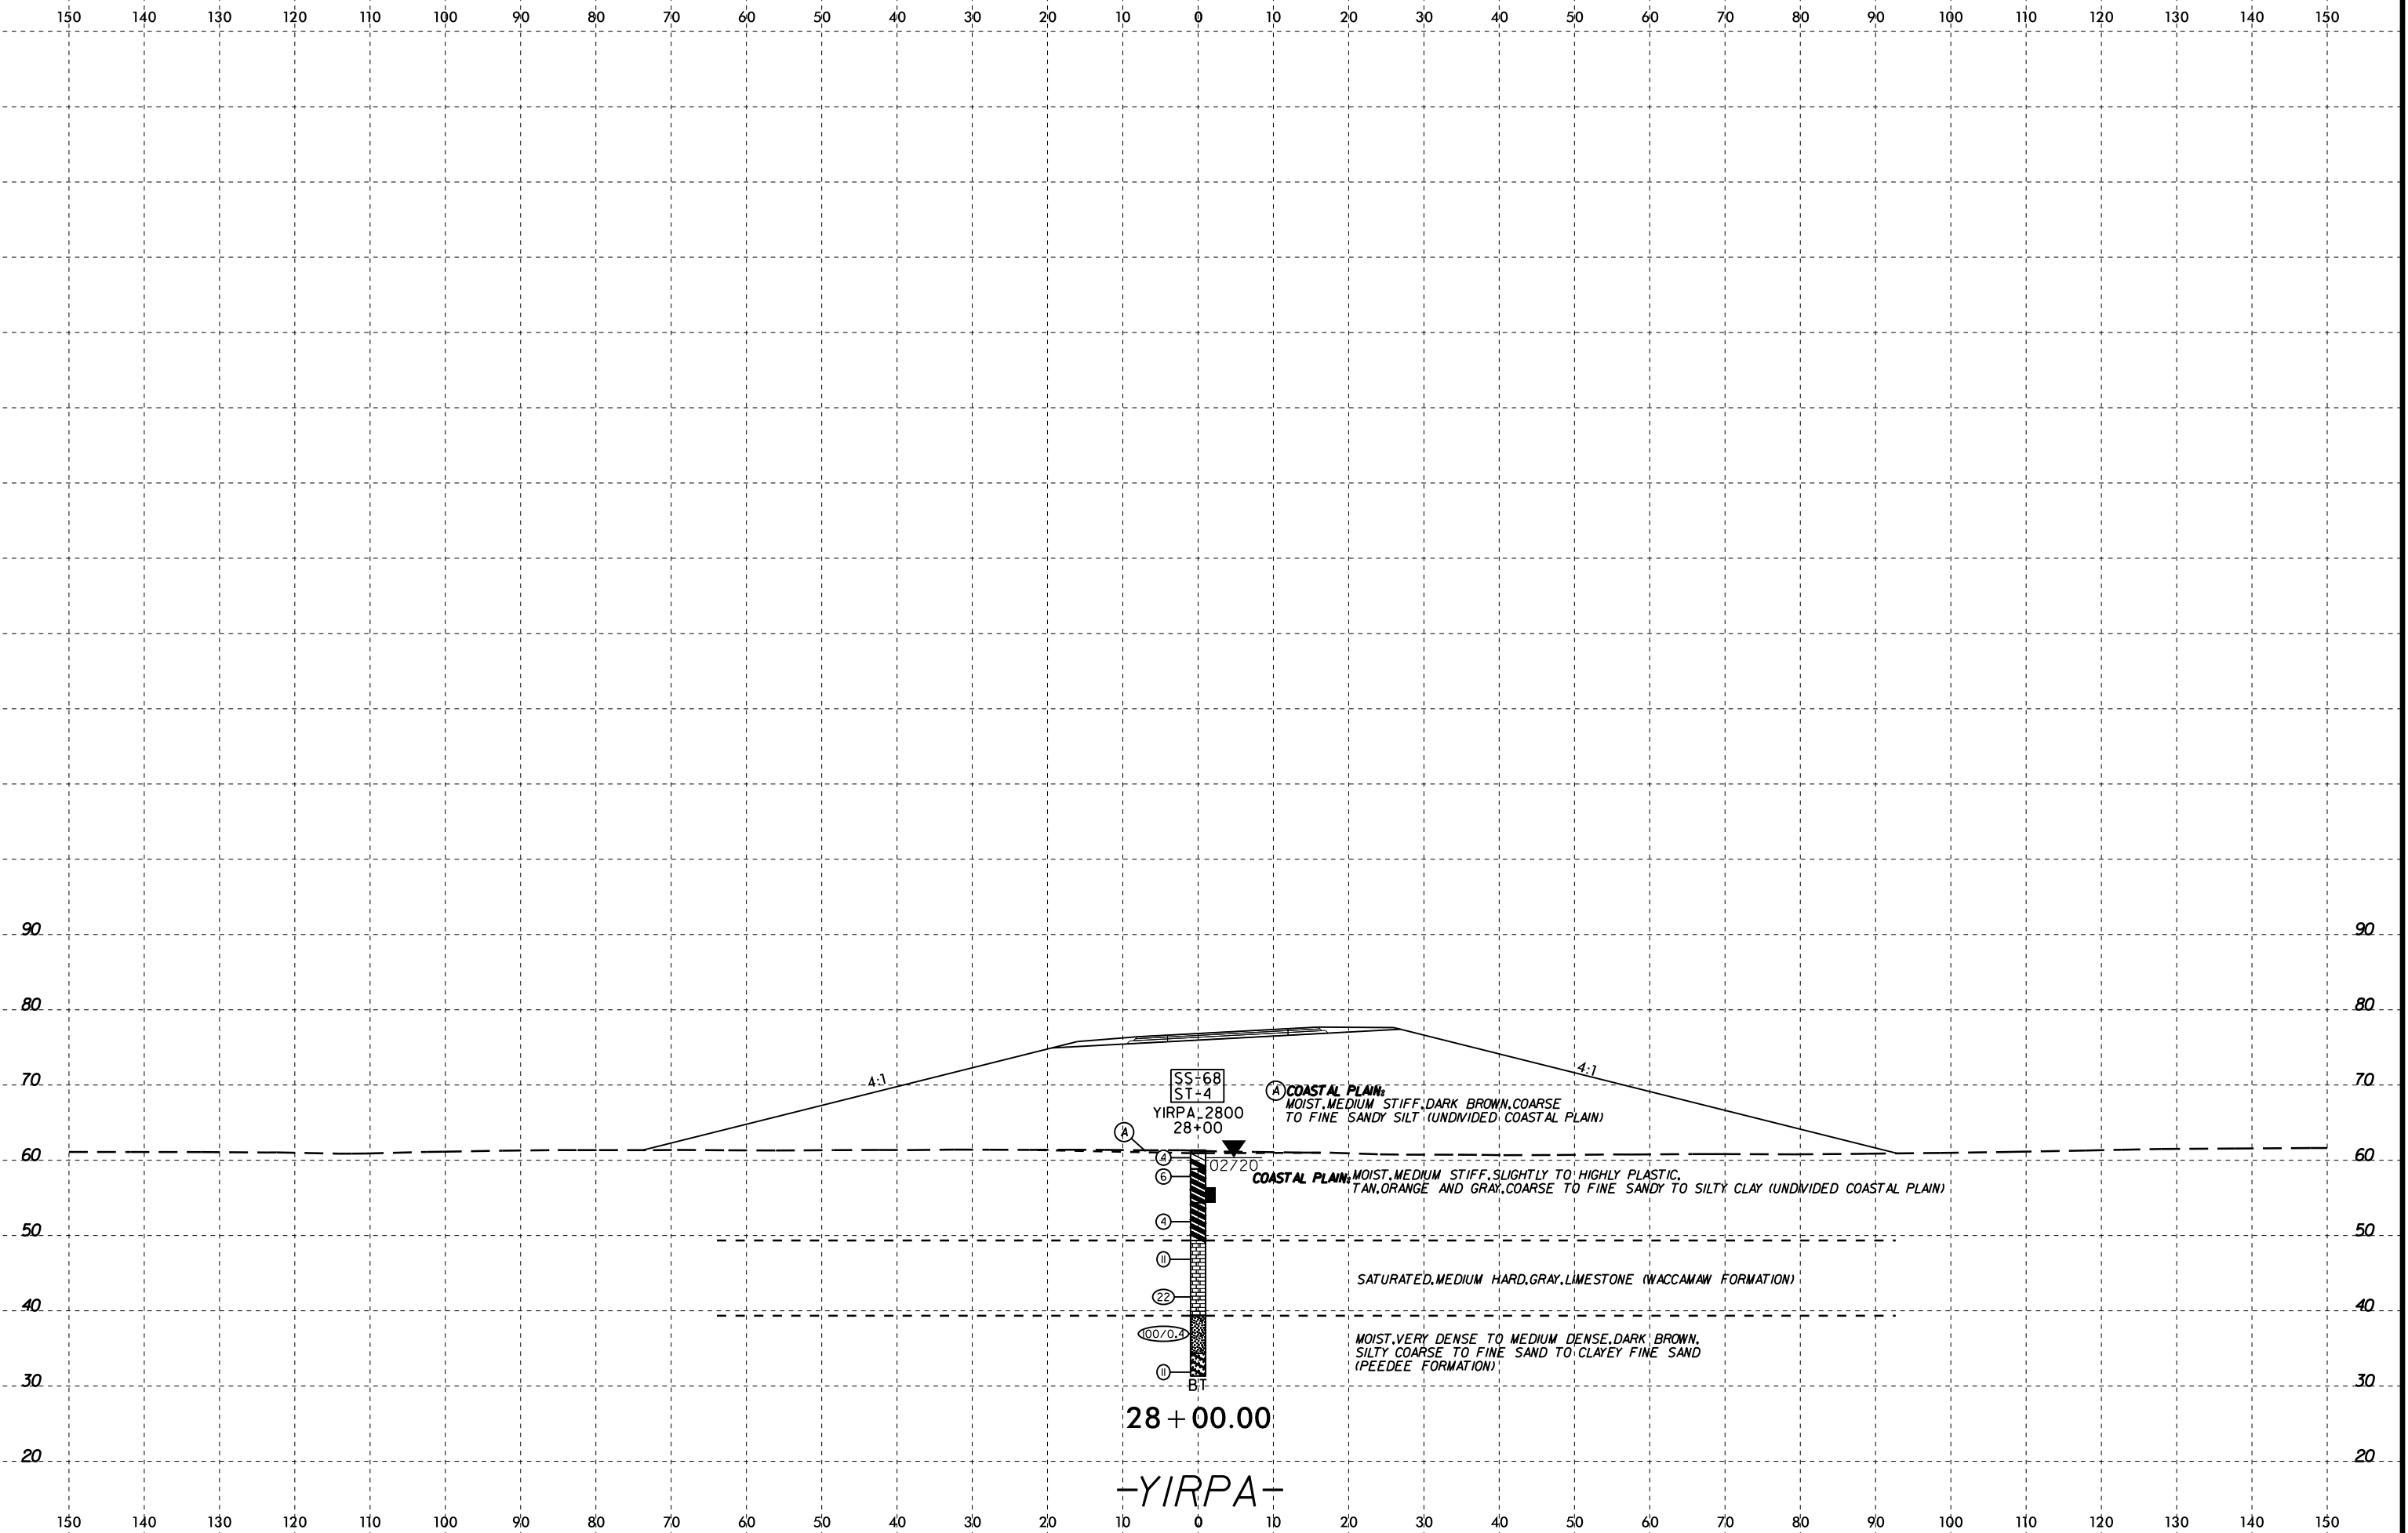 150 140 130 120 110 100 90 80 70 60 50 40 30 20 10 0 10 20 30 40 50 60 70 80 90 100 110 120 130 140 150
90 90
80 80
70 70
60 60
50 50
40 40
30 30
20 20
4:1
4:1
SS-68
ST-4
YIRPA_2800
28+00
A
A COASTAL PLAIN:
MOIST, MEDIUM STIFF, DARK BROWN, COARSE
TO FINE SANDY SILT (UNDIVIDED COASTAL PLAIN)
4
02/20
6
COASTAL PLAIN: MOIST, MEDIUM STIFF, SLIGHTLY TO HIGHLY PLASTIC,
TAN, ORANGE AND GRAY, COARSE TO FINE SANDY TO SILTY CLAY (UNDIVIDED COASTAL PLAIN)
4
11
SATURATED, MEDIUM HARD, GRAY, LIMESTONE (WACCAMAW FORMATION)
22
100/0.4
MOIST, VERY DENSE TO MEDIUM DENSE, DARK BROWN,
SILTY COARSE TO FINE SAND TO CLAYEY FINE SAND
(PEEDEE FORMATION)
11
BT
28+00.00
-YIRPA-
150 140 130 120 110 100 90 80 70 60 50 40 30 20 10 0 10 20 30 40 50 60 70 80 90 100 110 120 130 140 150